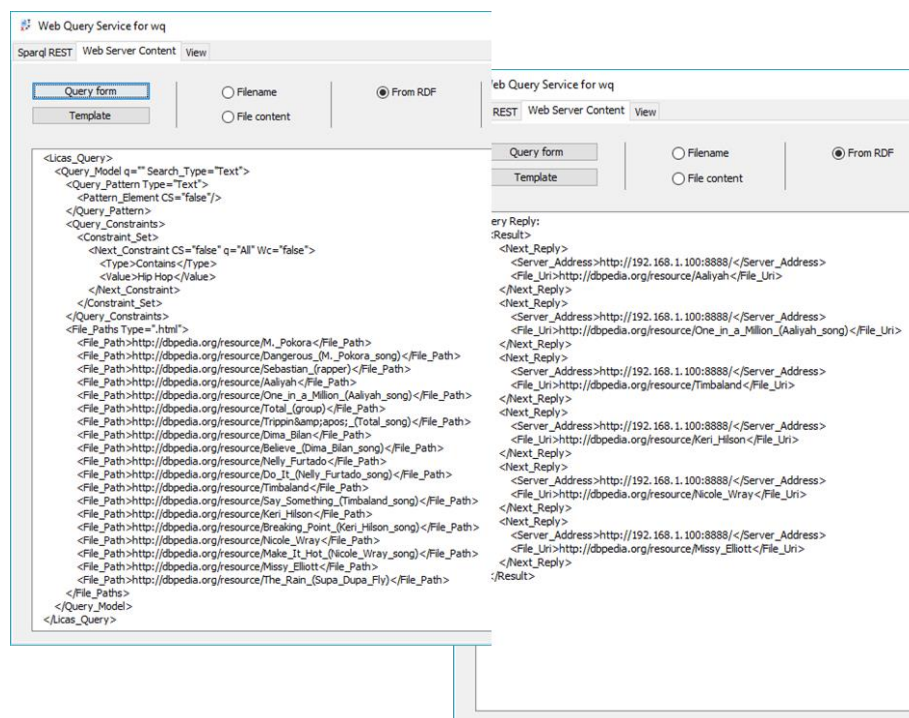 Web Query Service for wq
Sparql REST Web Server Content View
Query form Filename From RDF
Template File content
<Licas_Query>
<Query_Model q="" Search_Type="Text">
<Query_Pattern Type="Text">
<Pattern_Element CS="false"/>
</Query_Pattern>
<Query_Constraints>
<Constraint_Set>
<Next_Constraint CS="false" q="All" Wc="false">
<Type>Contains</Type>
<Value>Hip Hop</Value>
</Next_Constraint>
</Constraint_Set>
</Query_Constraints>
<File_Paths Type=".html">
<File_Path>http://dbpedia.org/resource/M._Pokora</File_Path>
<File_Path>http://dbpedia.org/resource/Dangerous_(M._Pokora_song)</File_Path>
<File_Path>http://dbpedia.org/resource/Sebastian_(rapper)</File_Path>
<File_Path>http://dbpedia.org/resource/Aaliyah</File_Path>
<File_Path>http://dbpedia.org/resource/One_in_a_Million_(Aaliyah_song)</File_Path>
<File_Path>http://dbpedia.org/resource/Total_(group)</File_Path>
<File_Path>http://dbpedia.org/resource/Trippin&amp;apos;_(Total_song)</File_Path>
<File_Path>http://dbpedia.org/resource/Dima_Bilan</File_Path>
<File_Path>http://dbpedia.org/resource/Believe_(Dima_Bilan_song)</File_Path>
<File_Path>http://dbpedia.org/resource/Nelly_Furtado</File_Path>
<File_Path>http://dbpedia.org/resource/Do_It_(Nelly_Furtado_song)</File_Path>
<File_Path>http://dbpedia.org/resource/Timbaland</File_Path>
<File_Path>http://dbpedia.org/resource/Say_Something_(Timbaland_song)</File_Path>
<File_Path>http://dbpedia.org/resource/Keri_Hilson</File_Path>
<File_Path>http://dbpedia.org/resource/Breaking_Point_(Keri_Hilson_song)</File_Path>
<File_Path>http://dbpedia.org/resource/Nicole_Wray</File_Path>
<File_Path>http://dbpedia.org/resource/Make_It_Hot_(Nicole_Wray_song)</File_Path>
<File_Path>http://dbpedia.org/resource/Missy_Elliott</File_Path>
<File_Path>http://dbpedia.org/resource/The_Rain_(Supa_Dupa_Fly)</File_Path>
</File_Paths>
</Query_Model>
</Licas_Query>
eb Query Service for wq
REST Web Server Content View
Query form Filename From RDF
Template File content
ery Reply:
<Result>
<Next_Reply>
<Server_Address>http://192.168.1.100:8888/</Server_Address>
<File_Uri>http://dbpedia.org/resource/Aaliyah</File_Uri>
</Next_Reply>
<Next_Reply>
<Server_Address>http://192.168.1.100:8888/</Server_Address>
<File_Uri>http://dbpedia.org/resource/One_in_a_Million_(Aaliyah_song)</File_Uri>
</Next_Reply>
<Next_Reply>
<Server_Address>http://192.168.1.100:8888/</Server_Address>
<File_Uri>http://dbpedia.org/resource/Timbaland</File_Uri>
</Next_Reply>
<Next_Reply>
<Server_Address>http://192.168.1.100:8888/</Server_Address>
<File_Uri>http://dbpedia.org/resource/Keri_Hilson</File_Uri>
</Next_Reply>
<Next_Reply>
<Server_Address>http://192.168.1.100:8888/</Server_Address>
<File_Uri>http://dbpedia.org/resource/Nicole_Wray</File_Uri>
</Next_Reply>
<Next_Reply>
<Server_Address>http://192.168.1.100:8888/</Server_Address>
<File_Uri>http://dbpedia.org/resource/Missy_Elliott</File_Uri>
</Next_Reply>
/Result>